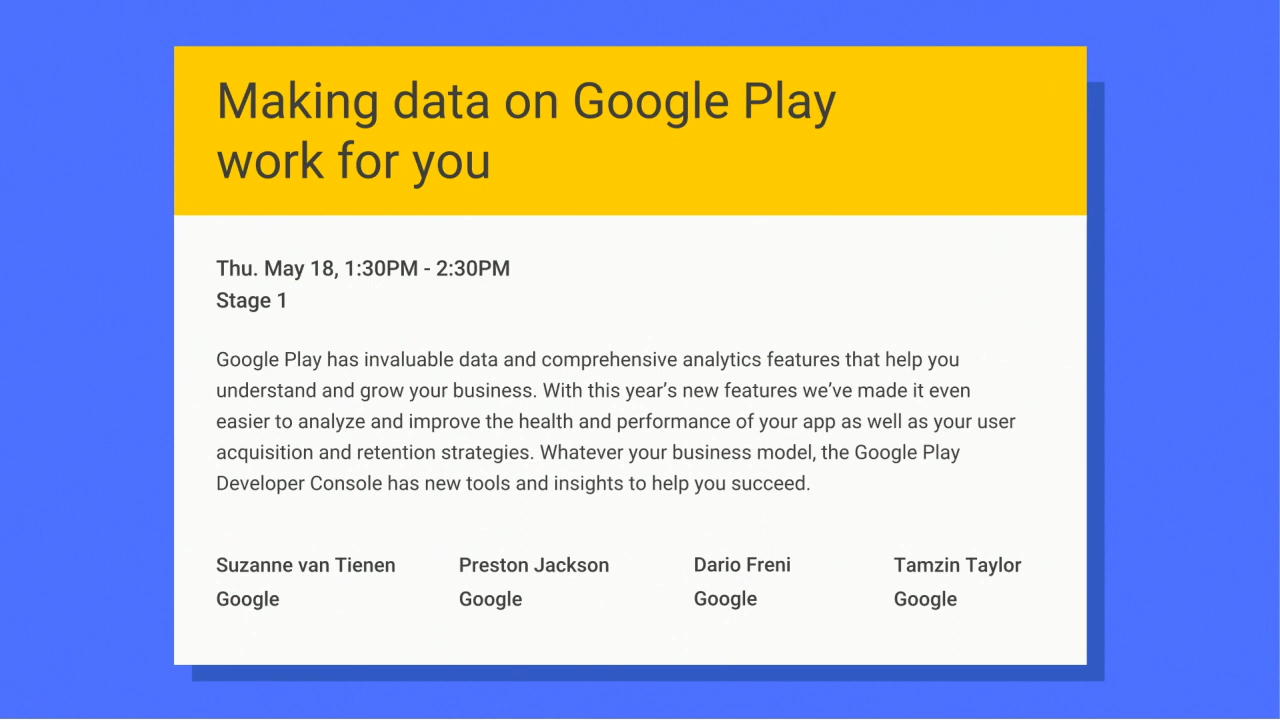 Making data on Google Play
work for you
Thu. May 18, 1:30PM - 2:30PM
Stage 1
Google Play has invaluable data and comprehensive analytics features that help you
understand and grow your business. With this year’s new features we’ve made it even
easier to analyze and improve the health and performance of your app as well as your user
acquisition and retention strategies. Whatever your business model, the Google Play
Developer Console has new tools and insights to help you succeed.
Suzanne van Tienen Preston Jackson Dario Freni Tamzin Taylor
Google Google Google Google